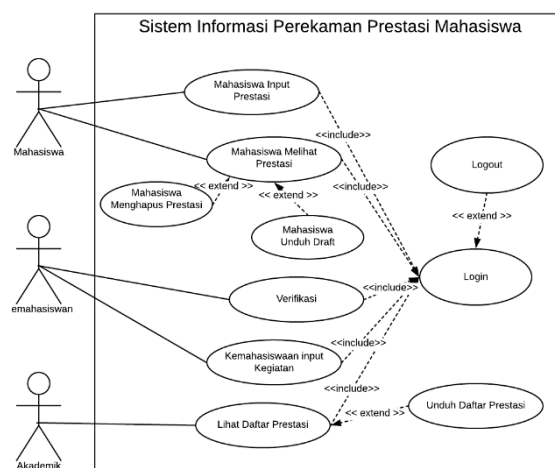 Sistem Informasi Perekaman Prestasi Mahasiswa
Mahasiswa Input
Prestasi
<<include>>
Mahasiswa
Mahasiswa Melihat
Prestasi
<<include>>
Logout
<< extend >>
<< extend >>
Mahasiswa
Menghapus Prestasi
Mahasiswa
Unduh Draft
<< extend >>
Login
emahasiswan
Verifikasi
<<include>>
Kemahasiswaan input
Kegiatan
<<include>>
<<include>>
Lihat Daftar Prestasi
<< extend >>
Unduh Daftar Prestasi
Akademik